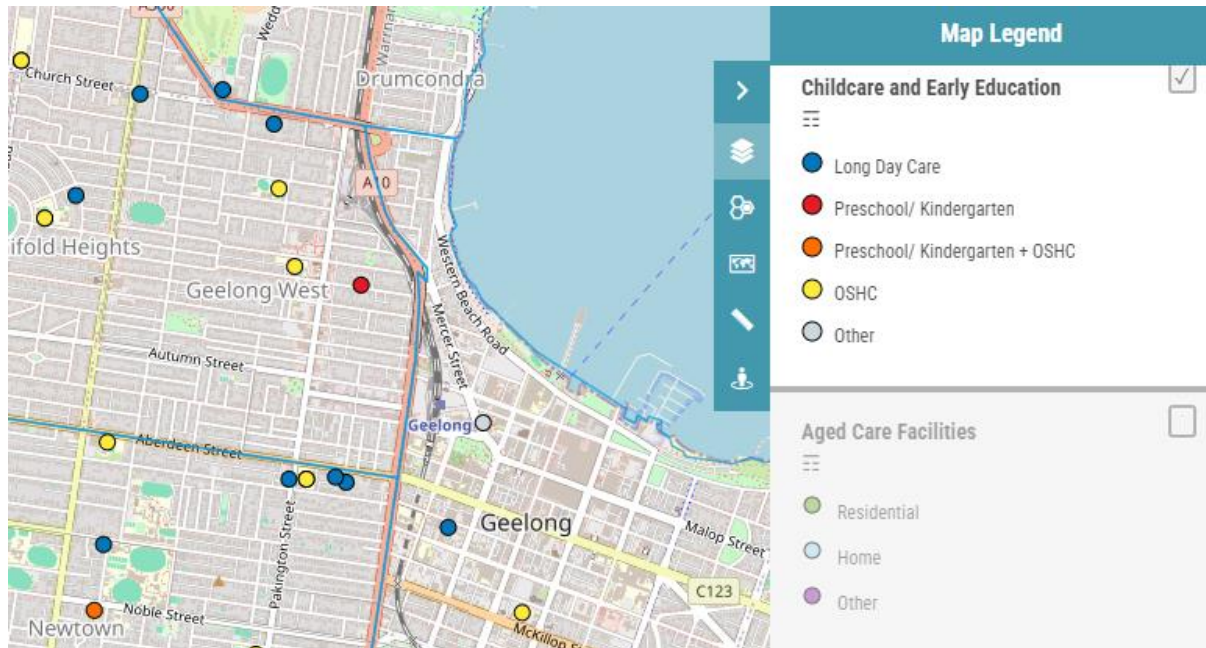 Map Legend
Childcare and Early Education
Long Day Care
Preschool/ Kindergarten
Preschool/ Kindergarten + OSHC
OSHC
Other
Aged Care Facilities
Residential
Home
Other
Church Street
Drumcondra
A10
ifold Heights
Geelong West
Western Beach Road
Mercer Street
Autumn Street
Geelong
Aberdeen Street
Geelong
Malop Street
Pakington Street
C123
Noble Street
Newtown
McKillop St